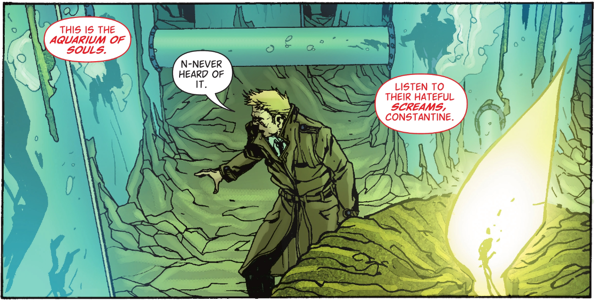 THIS IS THE
AQUARIUM OF
SOULS.
N-NEVER
HEARD OF
IT.
LISTEN TO
THEIR HATEFUL
SCREAMS,
CONSTANTINE.